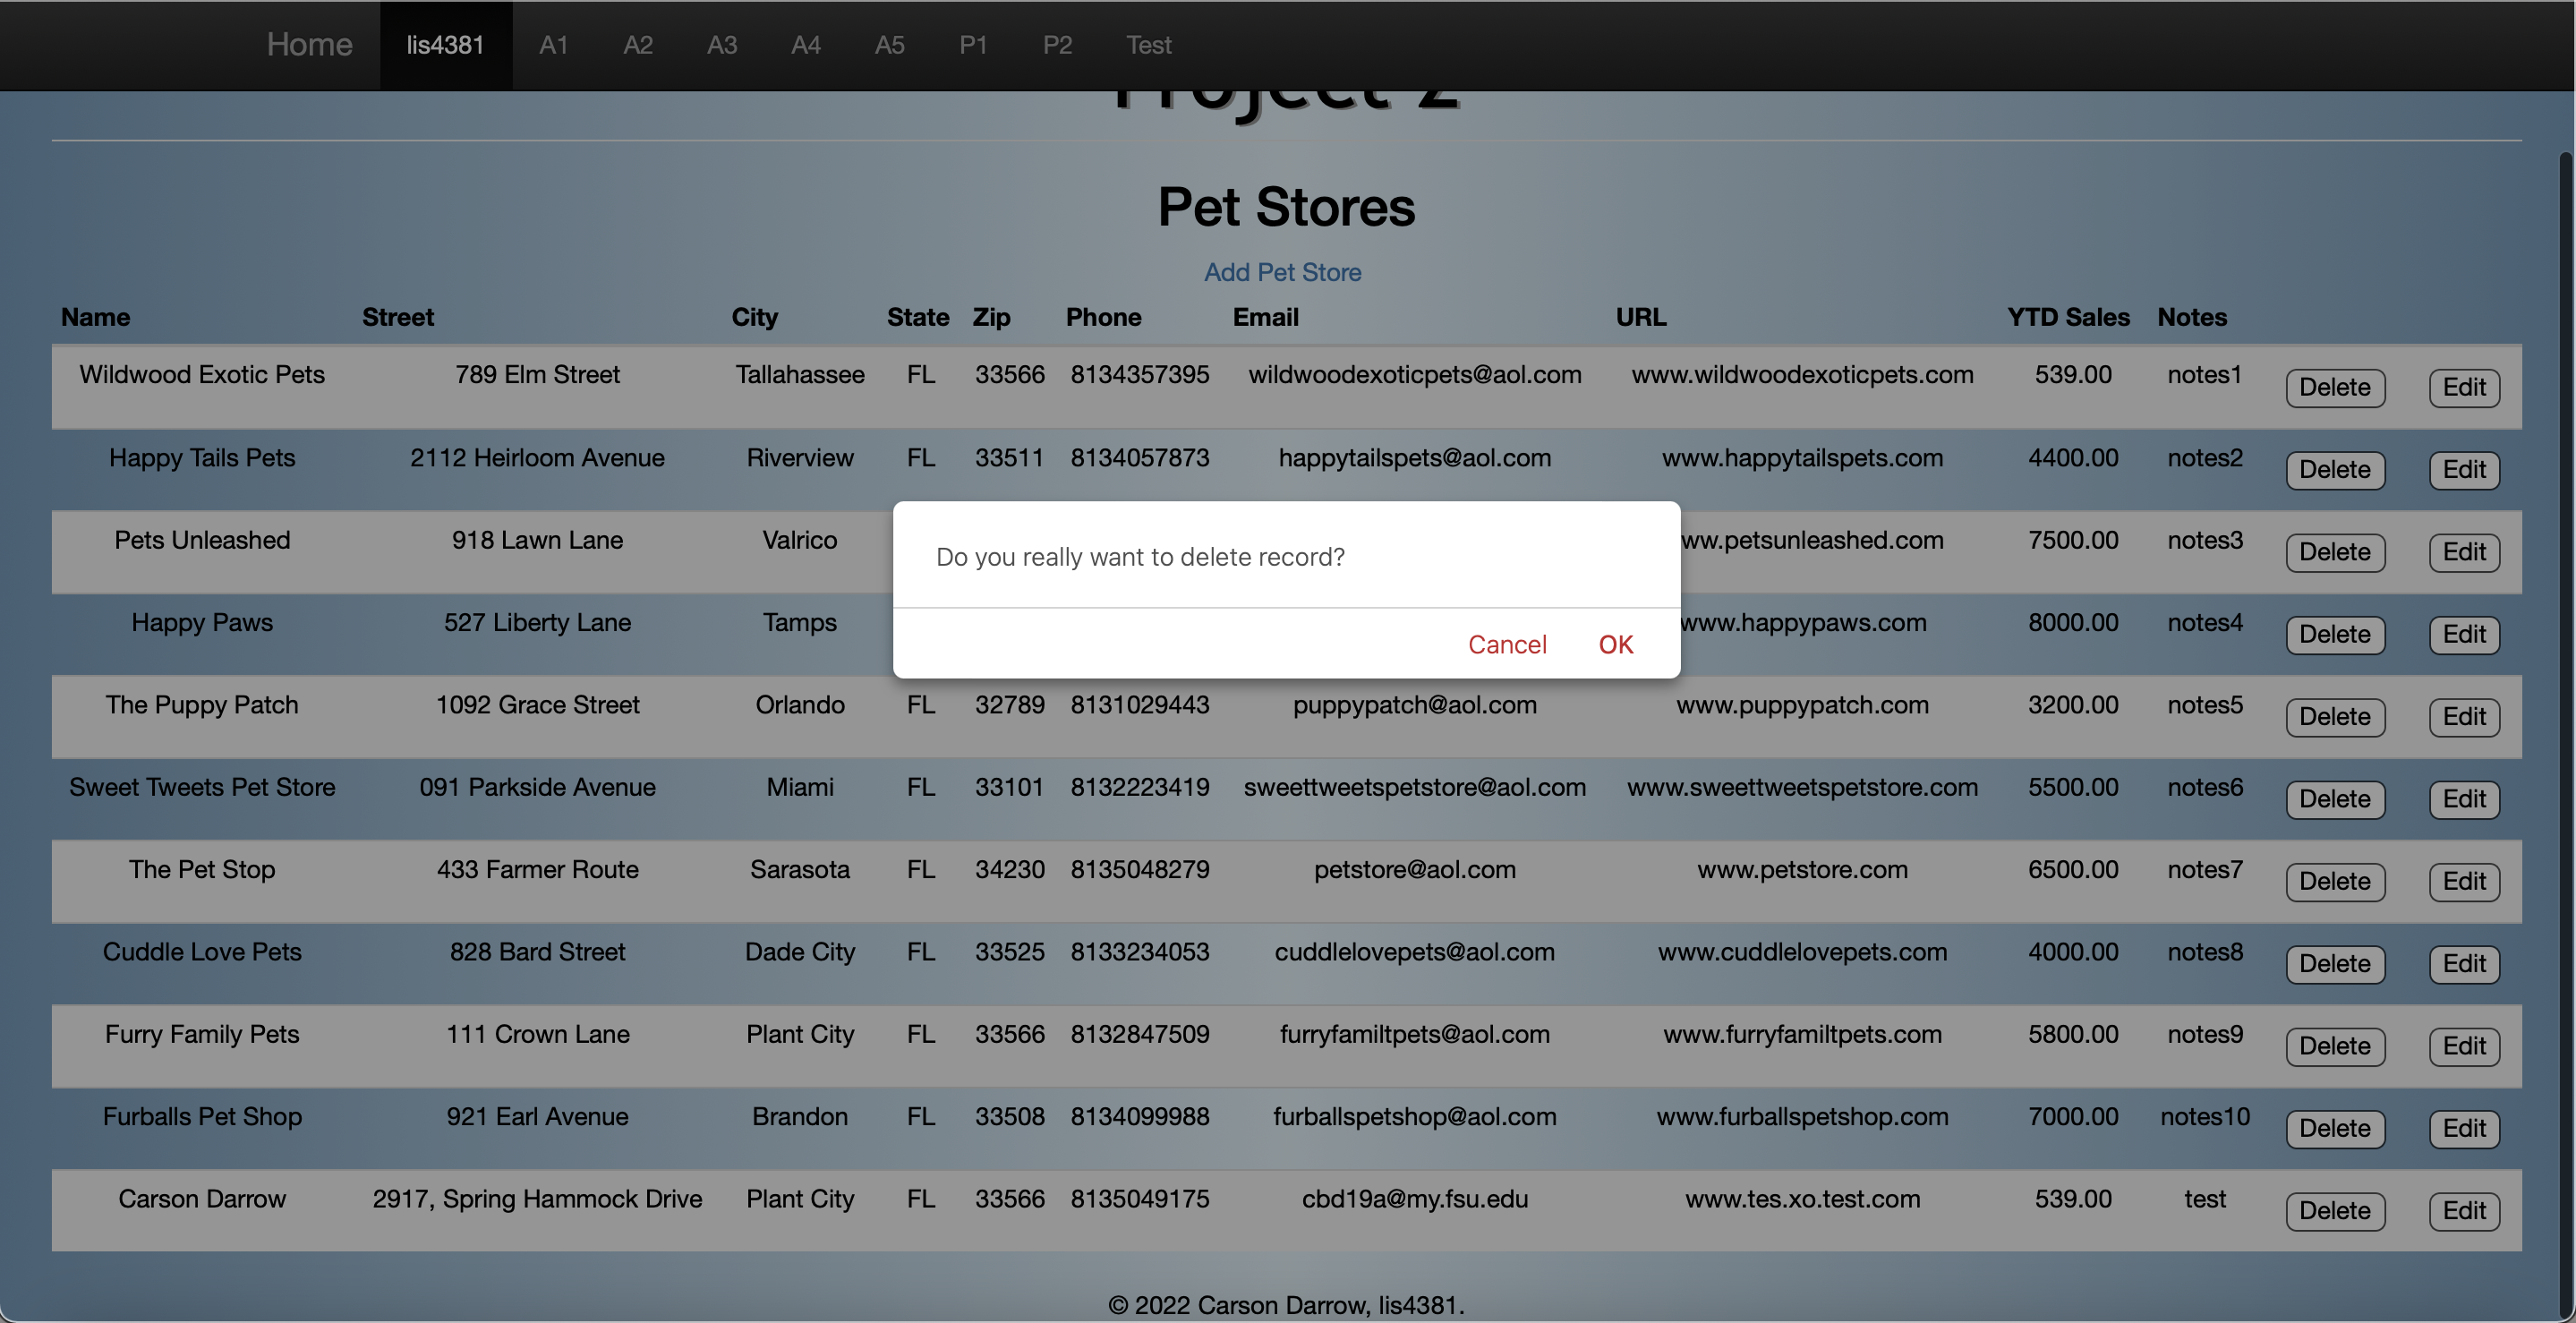 Home lis4381 A1 A2 A3 A4 A5 P1 P2 Test
Project 2
Pet Stores
Add Pet Store
Name Street City State Zip Phone Email URL YTD Sales Notes
Wildwood Exotic Pets 789 Elm Street Tallahassee FL 33566 8134357395 wildwoodexoticpets@aol.com www.wildwoodexoticpets.com 539.00 notes1 Delete Edit
Happy Tails Pets 2112 Heirloom Avenue Riverview FL 33511 8134057873 happytailspets@aol.com www.happytailspets.com 4400.00 notes2 Delete Edit
Pets Unleashed 918 Lawn Lane Valrico ww.petsunleashed.com 7500.00 notes3 Delete Edit
Do you really want to delete record?
Happy Paws 527 Liberty Lane Tamps www.happypaws.com 8000.00 notes4 Delete Edit
Cancel OK
The Puppy Patch 1092 Grace Street Orlando FL 32789 8131029443 puppypatch@aol.com www.puppypatch.com 3200.00 notes5 Delete Edit
Sweet Tweets Pet Store 091 Parkside Avenue Miami FL 33101 8132223419 sweettweetspetstore@aol.com www.sweettweetspetstore.com 5500.00 notes6 Delete Edit
The Pet Stop 433 Farmer Route Sarasota FL 34230 8135048279 petstore@aol.com www.petstore.com 6500.00 notes7 Delete Edit
Cuddle Love Pets 828 Bard Street Dade City FL 33525 8133234053 cuddlelovepets@aol.com www.cuddlelovepets.com 4000.00 notes8 Delete Edit
Furry Family Pets 111 Crown Lane Plant City FL 33566 8132847509 furryfamiltpets@aol.com www.furryfamiltpets.com 5800.00 notes9 Delete Edit
Furballs Pet Shop 921 Earl Avenue Brandon FL 33508 8134099988 furballspetshop@aol.com www.furballspetshop.com 7000.00 notes10 Delete Edit
Carson Darrow 2917, Spring Hammock Drive Plant City FL 33566 8135049175 cbd19a@my.fsu.edu www.tes.xo.test.com 539.00 test Delete Edit
© 2022 Carson Darrow, lis4381.